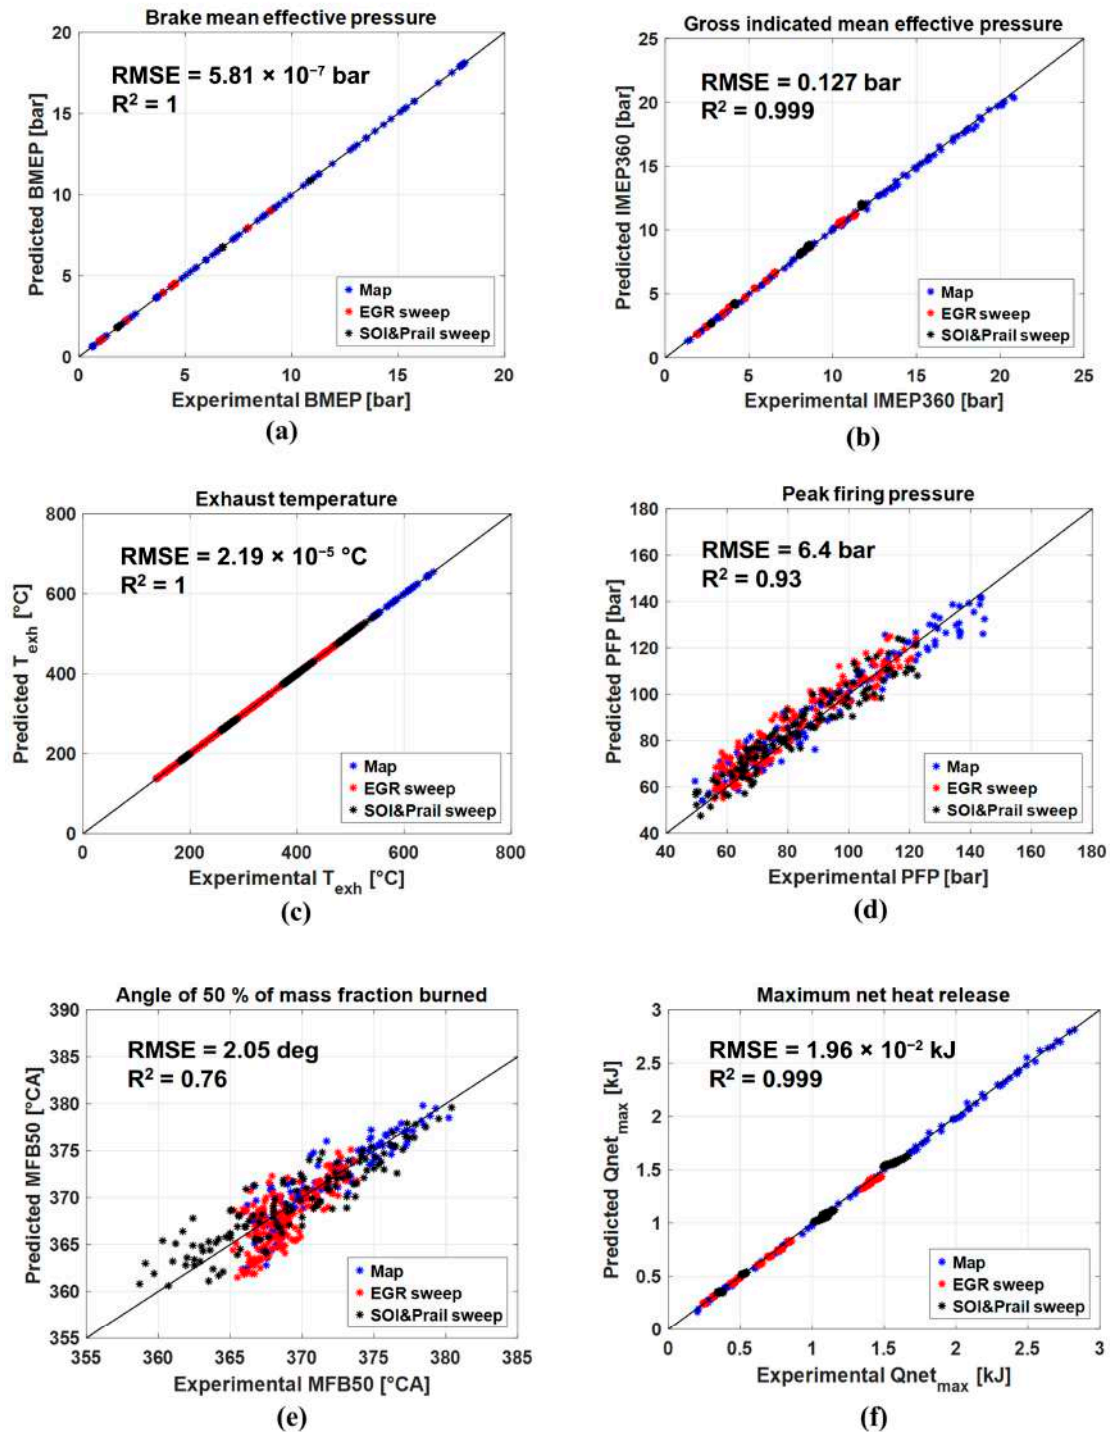 Brake mean effective pressure
RMSE = 5.81 × 10⁻⁷ bar
R² = 1
Predicted BMEP [bar]
20
15
10
5
0
0 5 10 15 20
Map
EGR sweep
SOI&Prail sweep
Experimental BMEP [bar]
(a)
Gross indicated mean effective pressure
RMSE = 0.127 bar
R² = 0.999
Predicted IMEP360 [bar]
25
20
15
10
5
0
0 5 10 15 20 25
Map
EGR sweep
SOI&Prail sweep
Experimental IMEP360 [bar]
(b)
Exhaust temperature
RMSE = 2.19 × 10⁻⁵ °C
R² = 1
Predicted T_exh [°C]
800
600
400
200
0
0 200 400 600 800
Map
EGR sweep
SOI&Prail sweep
Experimental T_exh [°C]
(c)
Peak firing pressure
RMSE = 6.4 bar
R² = 0.93
Predicted PFP [bar]
180
160
140
120
100
80
60
40
40 60 80 100 120 140 160 180
Map
EGR sweep
SOI&Prail sweep
Experimental PFP [bar]
(d)
Angle of 50 % of mass fraction burned
RMSE = 2.05 deg
R² = 0.76
Predicted MFB50 [°CA]
390
385
380
375
370
365
360
355
355 360 365 370 375 380 385
Map
EGR sweep
SOI&Prail sweep
Experimental MFB50 [°CA]
(e)
Maximum net heat release
RMSE = 1.96 × 10⁻² kJ
R² = 0.999
Predicted Qnet_max [kJ]
3
2.5
2
1.5
1
0.5
0
0 0.5 1 1.5 2 2.5 3
Map
EGR sweep
SOI&Prail sweep
Experimental Qnet_max [kJ]
(f)